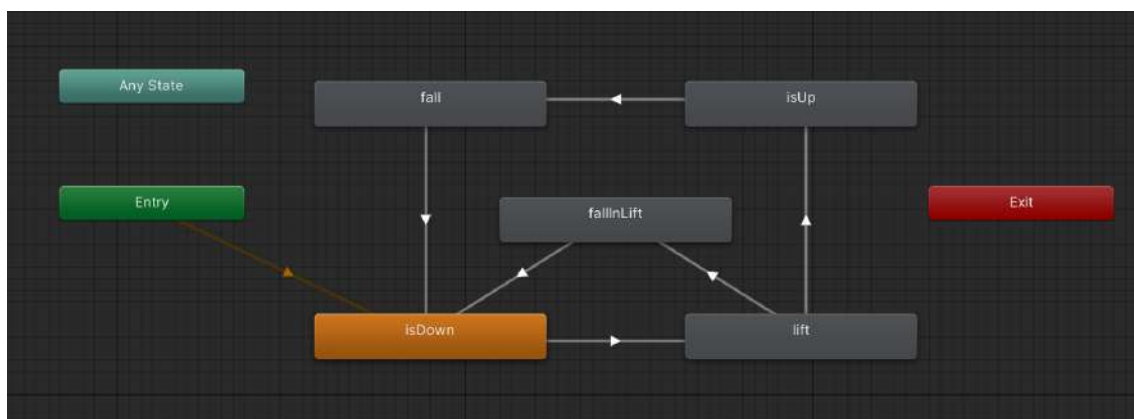 Any State
fall
isUp
Entry
fallInLift
Exit
isDown
lift